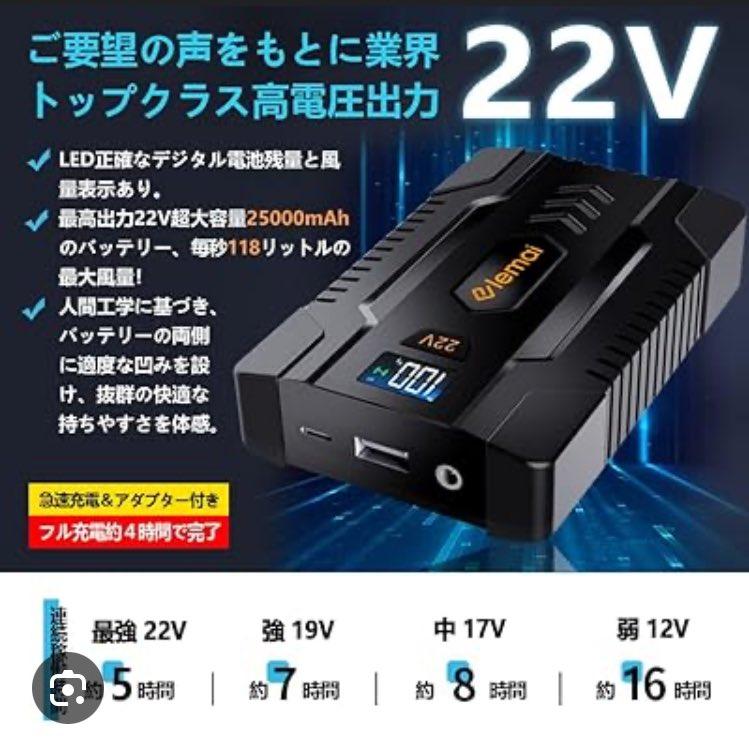 ご要望の声をもとに業界
トップクラス高電圧出力
22V
LED正確なデジタル電池残量と風
量表示あり。
最高出力22V超大容量25000mAh
のバッテリー、毎秒118リットルの
最大風量!
人間工学に基づき、
バッテリーの両側
に適度な凹みを設
け、抜群の快適な
持ちやすさを体感。
elemai
22V
100%
急速充電&アダプター付き
フル充電約4時間で完了
最強 22V
約5時間
強 19V
約7時間
中 17V
約8時間
弱 12V
約16時間